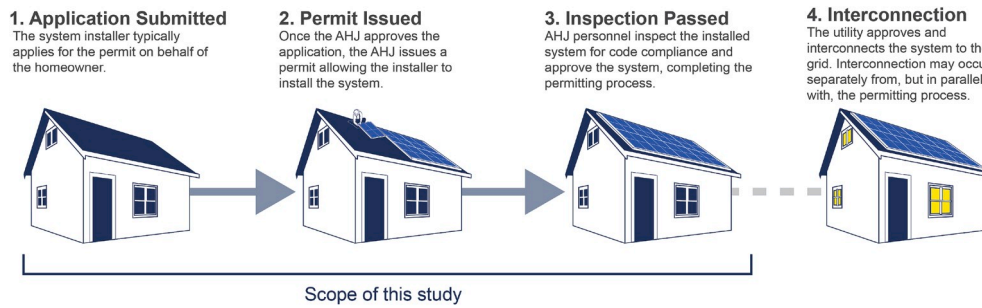 1. Application Submitted
The system installer typically
applies for the permit on behalf of
the homeowner.
2. Permit Issued
Once the AHJ approves the
application, the AHJ issues a
permit allowing the installer to
install the system.
3. Inspection Passed
AHJ personnel inspect the installed
system for code compliance and
approve the system, completing the
permitting process.
4. Interconnection
The utility approves and
interconnects the system to th
grid. Interconnection may occu
separately from, but in parallel
with, the permitting process.
Scope of this study